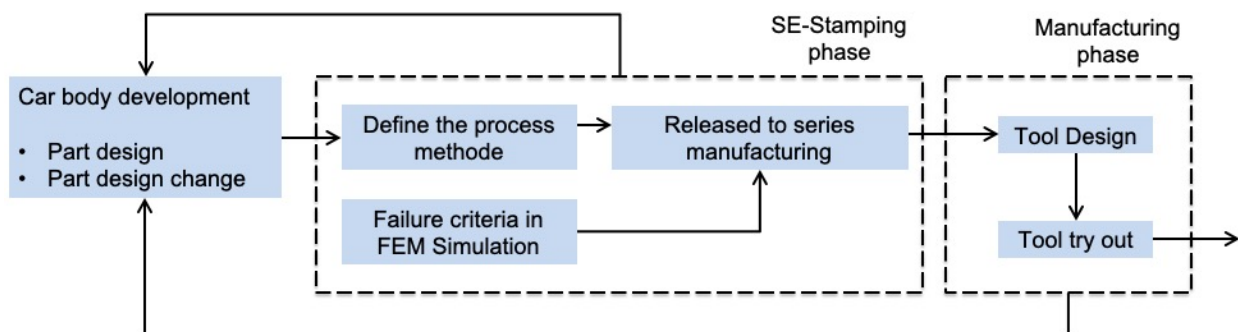 SE-Stamping
phase
Manufacturing
phase
Car body development
• Part design
• Part design change
Define the process
methode
Released to series
manufacturing
Failure criteria in
FEM Simulation
Tool Design
Tool try out